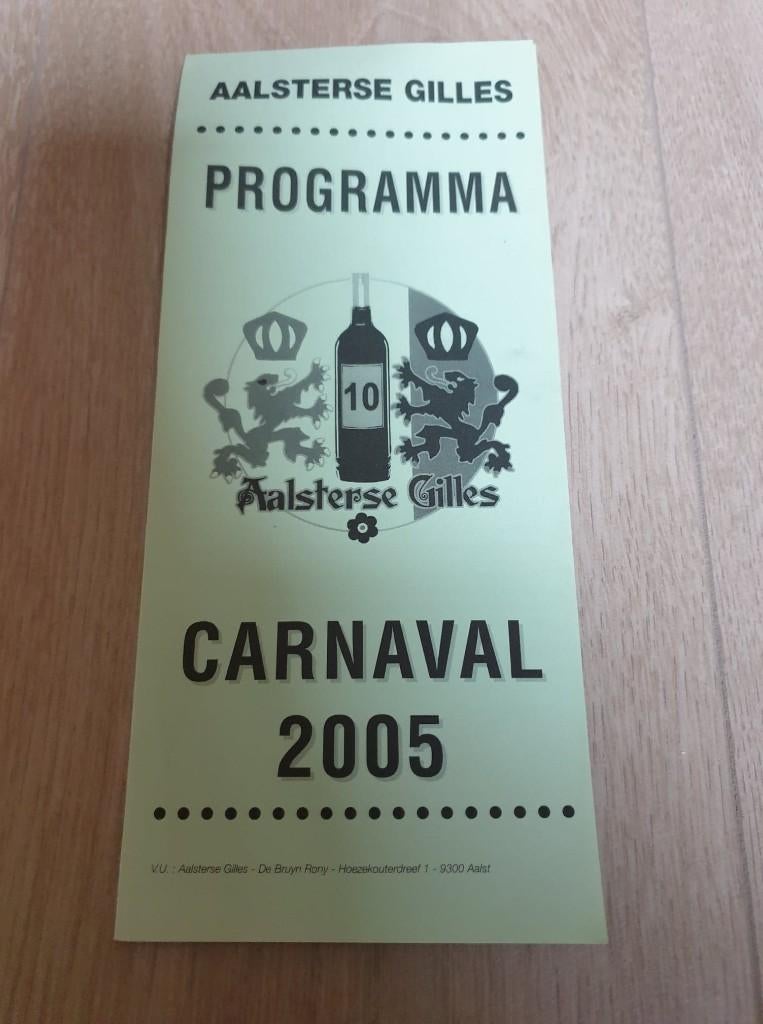 AALSTERSE GILLES
PROGRAMMA
10
Aalsterse Gilles
CARNAVAL
2005
V.U. : Aalsterse Gilles - De Bruyn Rony - Hoezekouterdreef 1 - 9300 Aalst